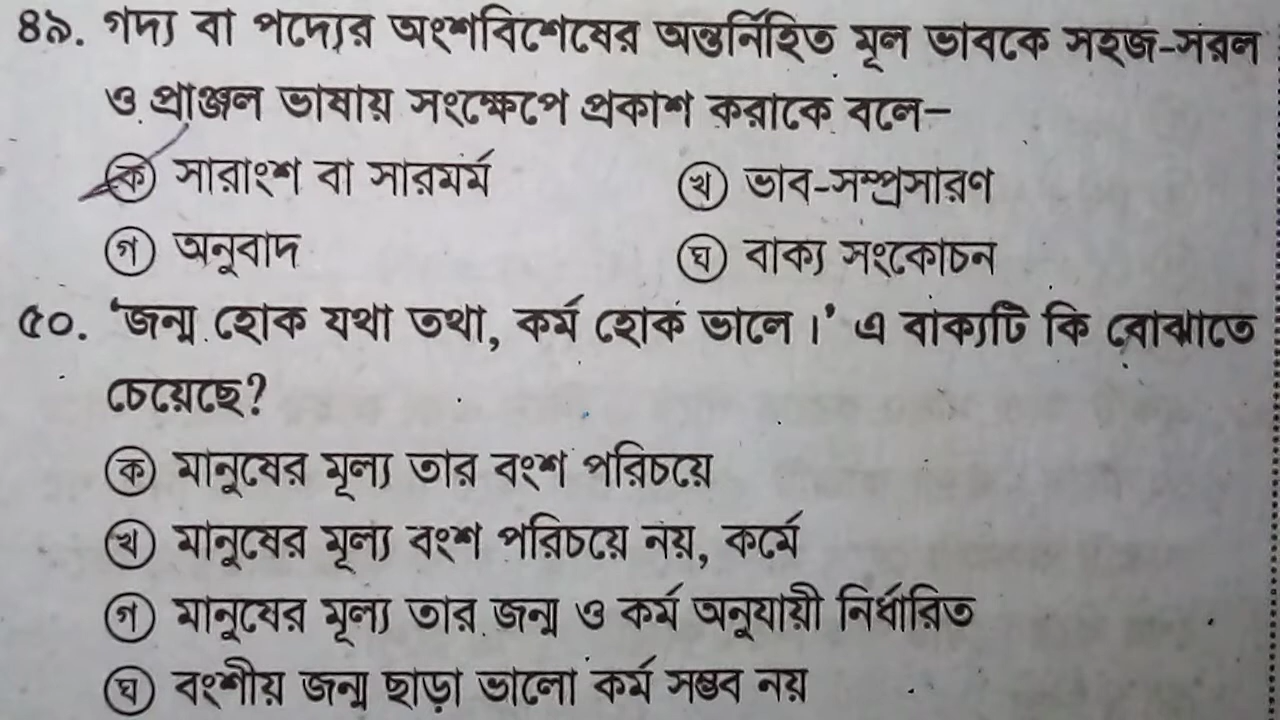 ৪৯. গদ্য বা পদ্যের অংশবিশেষের অন্তর্নিহিত মূল ভাবকে সহজ-সরল
ও প্রাঞ্জল ভাষায় সংক্ষেপে প্রকাশ করাকে বলে–
ক সারাংশ বা সারমর্ম খ ভাব-সম্প্রসারণ
গ অনুবাদ ঘ বাক্য সংকোচন
৫০. ‘জন্ম হোক যথা তথা, কর্ম হোক ভালে।’ এ বাক্যটি কি বোঝাতে
চেয়েছে?
ক মানুষের মূল্য তার বংশ পরিচয়ে
খ মানুষের মূল্য বংশ পরিচয়ে নয়, কর্মে
গ মানুষের মূল্য তার জন্ম ও কর্ম অনুযায়ী নির্ধারিত
ঘ বংশীয় জন্ম ছাড়া ভালো কর্ম সম্ভব নয়